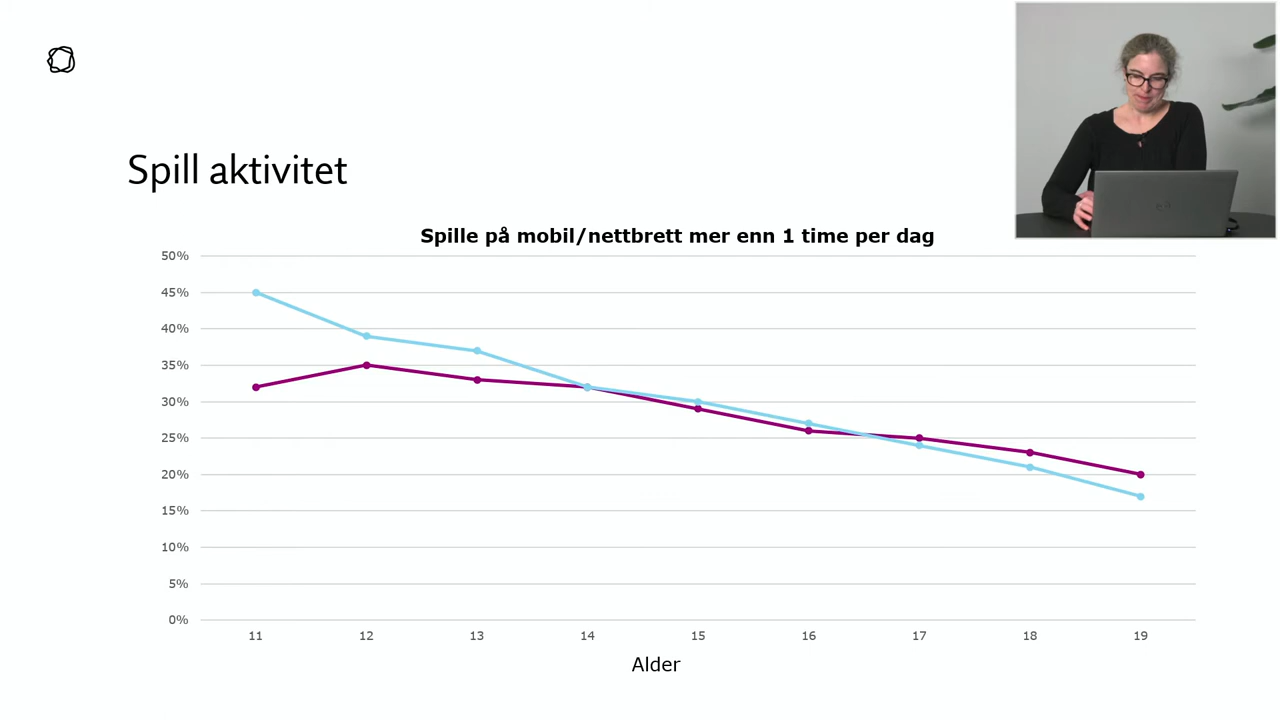 Spill aktivitet
Spille på mobil/nettbrett mer enn 1 time per dag
50%
45%
40%
35%
30%
25%
20%
15%
10%
5%
0%
11 12 13 14 15 16 17 18 19
Alder